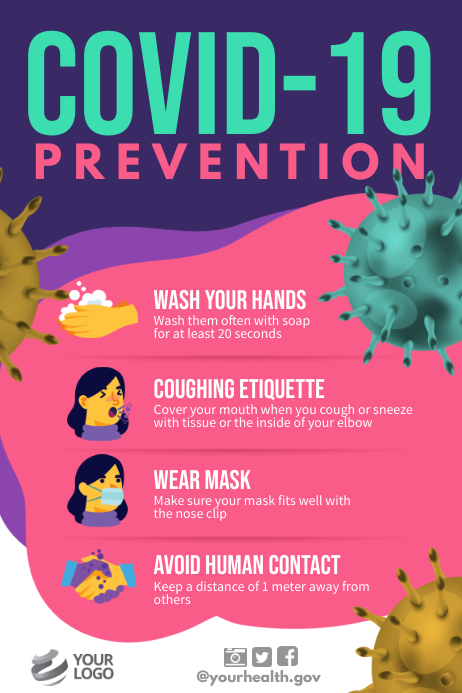 COVID-19
PREVENTION
WASH YOUR HANDS
Wash them often with soap
for at least 20 seconds
COUGHING ETIQUETTE
Cover your mouth when you cough or sneeze
with tissue or the inside of your elbow
WEAR MASK
Make sure your mask fits well with
the nose clip
AVOID HUMAN CONTACT
Keep a distance of 1 meter away from
others
YOUR
LOGO
@yourhealth.gov